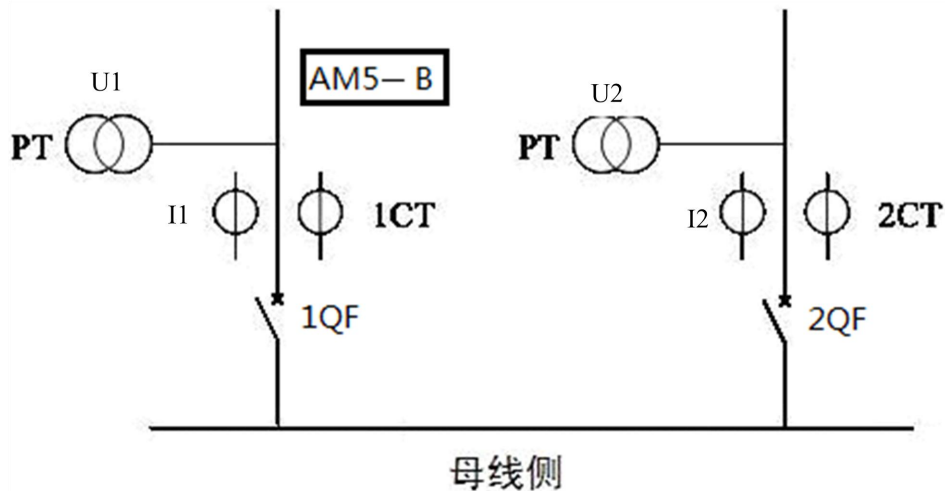 U1
AM5— B
U2
PT
PT
I1
1CT
I2
2CT
1QF
2QF
母线侧